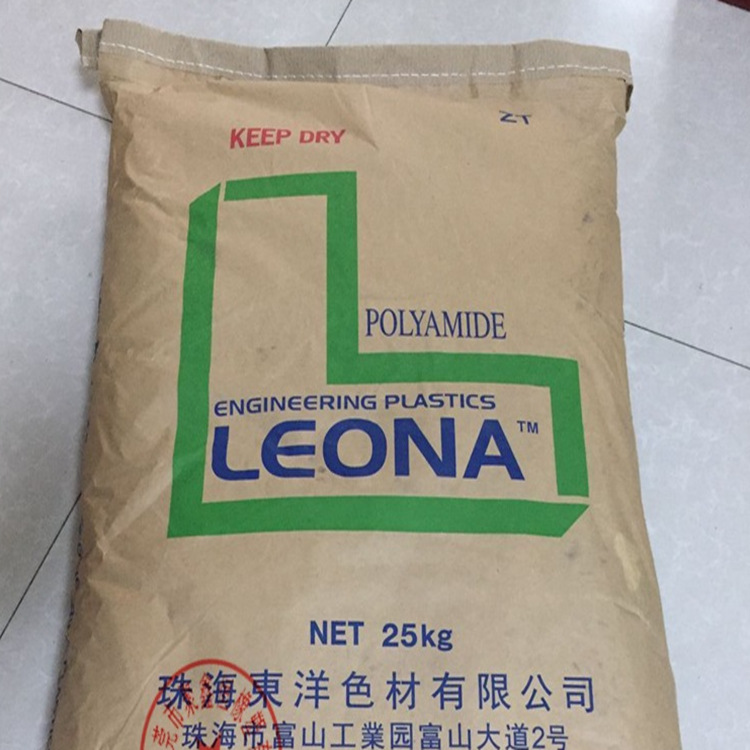 ZT
KEEP DRY
POLYAMIDE
ENGINEERING PLASTICS
LEONA™
NET 25kg
珠海東洋色材有限公司
珠海市富山工業园富山大道2号